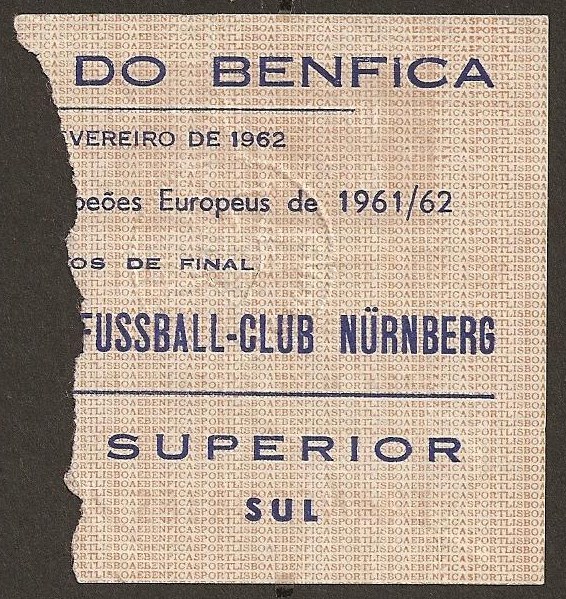 DO BENFICA
VEREIRO DE 1962
peões Europeus de 1961/62
OS DE FINAL
FUSSBALL-CLUB NÜRNBERG
SUPERIOR
SUL